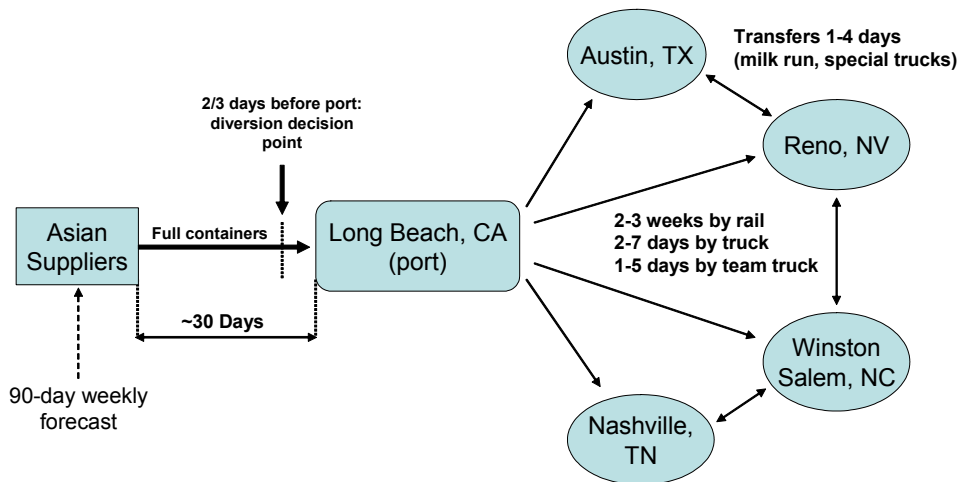 Austin, TX
Transfers 1-4 days
(milk run, special trucks)
2/3 days before port:
diversion decision
point
Reno, NV
Asian
Suppliers
Full containers
Long Beach, CA
(port)
2-3 weeks by rail
2-7 days by truck
1-5 days by team truck
~30 Days
90-day weekly
forecast
Winston
Salem, NC
Nashville,
TN